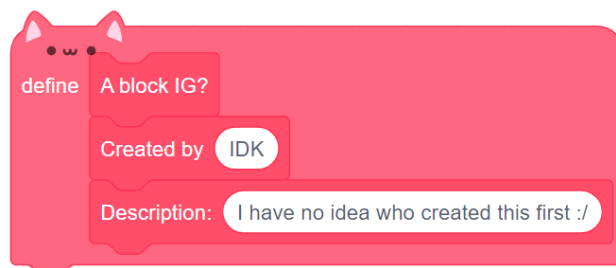 define A block IG?
Created by IDK
Description: I have no idea who created this first :/